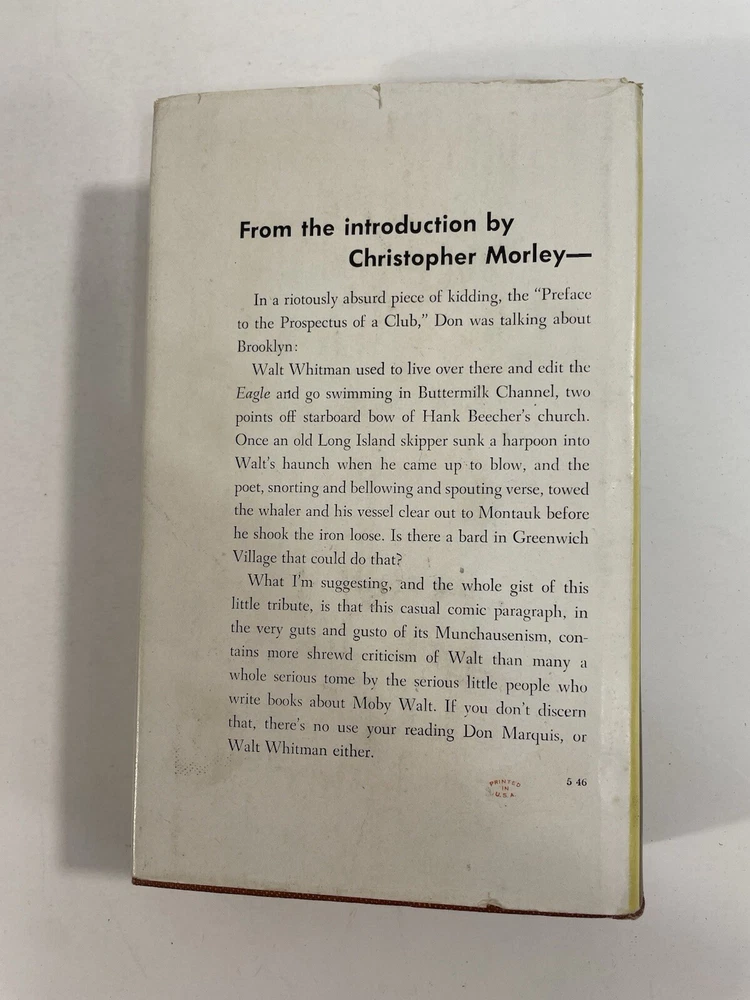 From the introduction by
Christopher Morley—
In a riotously absurd piece of kidding, the “Preface
to the Prospectus of a Club,” Don was talking about
Brooklyn:
Walt Whitman used to live over there and edit the
Eagle and go swimming in Buttermilk Channel, two
points off starboard bow of Hank Beecher’s church.
Once an old Long Island skipper sunk a harpoon into
Walt’s haunch when he came up to blow, and the
poet, snorting and bellowing and spouting verse, towed
the whaler and his vessel clear out to Montauk before
he shook the iron loose. Is there a bard in Greenwich
Village that could do that?
What I’m suggesting, and the whole gist of this
little tribute, is that this casual comic paragraph, in
the very guts and gusto of its Munchausenism, con-
tains more shrewd criticism of Walt than many a
whole serious tome by the serious little people who
write books about Moby Walt. If you don’t discern
that, there’s no use your reading Don Marquis, or
Walt Whitman either.
PRINTED
IN
U.S.A.
5 46